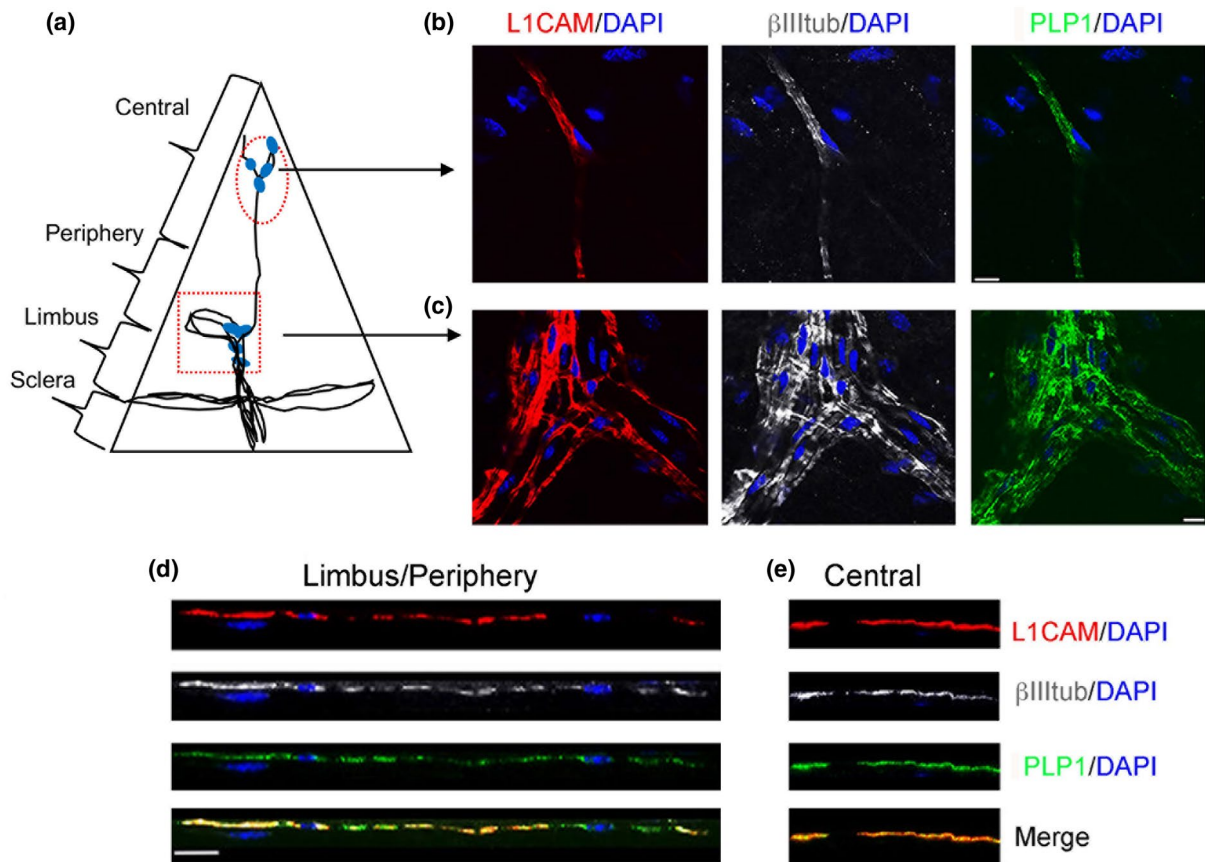 (a)
Central
Periphery
Limbus
Sclera
(b)
L1CAM/DAPI
βIIItub/DAPI
PLP1/DAPI
(c)
(d)
Limbus/Periphery
(e)
Central
L1CAM/DAPI
βIIItub/DAPI
PLP1/DAPI
Merge